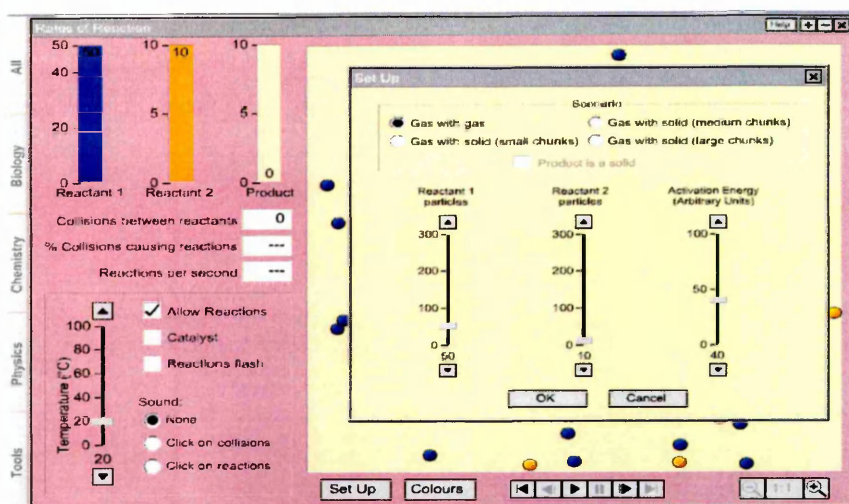 Rates of Reaction
Help
All
Biology
Chemistry
Physics
Tools
50
40
20
0
50
10
5
0
10
10
5
0
0
Reactant 1
Reactant 2
Product
Collisions between reactants 0
% Collisions causing reactions ---
Reactions per second ---
Temperature (°C)
100
80
60
40
20
0
20
Allow Reactions
Catalyst
Reactions flash
Sound:
None
Click on collisions
Click on reactions
Set Up
Scenario
Gas with gas
Gas with solid (medium chunks)
Gas with solid (small chunks)
Gas with solid (large chunks)
Product is a solid
Reactant 1 particles
300
200
100
0
50
Reactant 2 particles
300
200
100
0
10
Activation Energy (Arbitrary Units)
100
50
0
40
OK
Cancel
Set Up
Colours
1:1